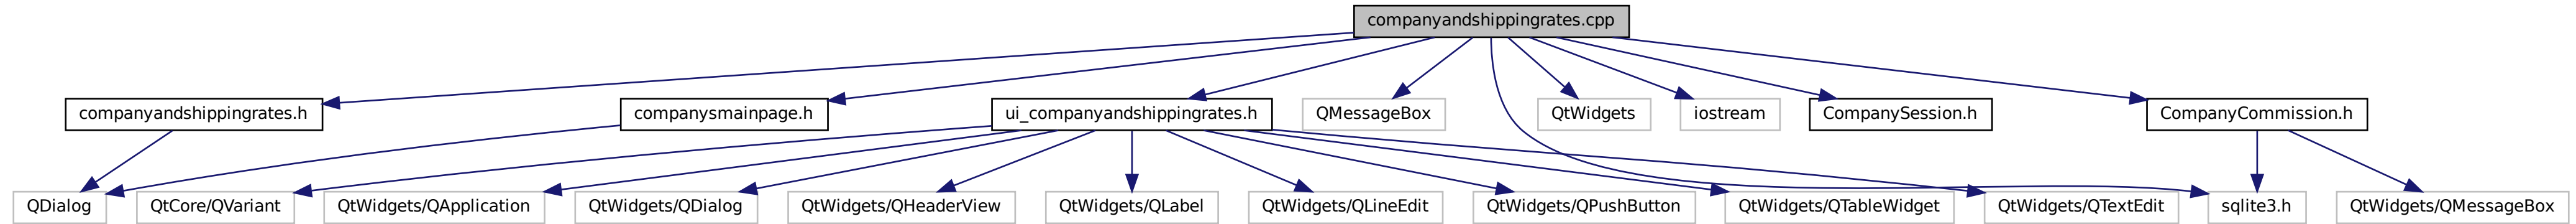 companyandshippingrates.cpp
companyandshippingrates.h
companysmainpage.h
ui_companyandshippingrates.h
QMessageBox
QtWidgets
iostream
CompanySession.h
CompanyCommission.h
QDialog
QtCore/QVariant
QtWidgets/QApplication
QtWidgets/QDialog
QtWidgets/QHeaderView
QtWidgets/QLabel
QtWidgets/QLineEdit
QtWidgets/QPushButton
QtWidgets/QTableWidget
QtWidgets/QTextEdit
sqlite3.h
QtWidgets/QMessageBox